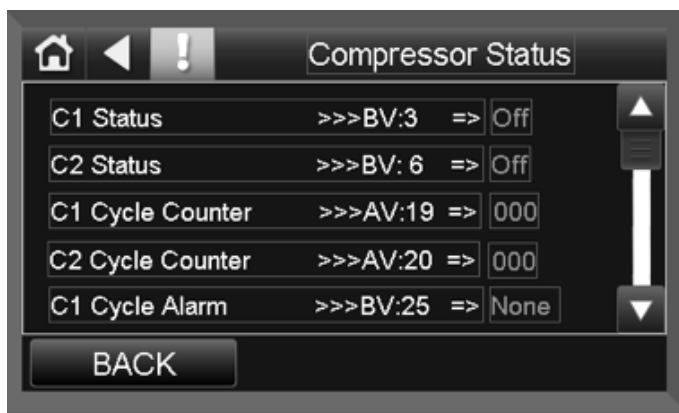 Compressor Status
C1 Status >>>BV:3 => Off
C2 Status >>>BV: 6 => Off
C1 Cycle Counter >>>AV:19 => 000
C2 Cycle Counter >>>AV:20 => 000
C1 Cycle Alarm >>>BV:25 => None
BACK